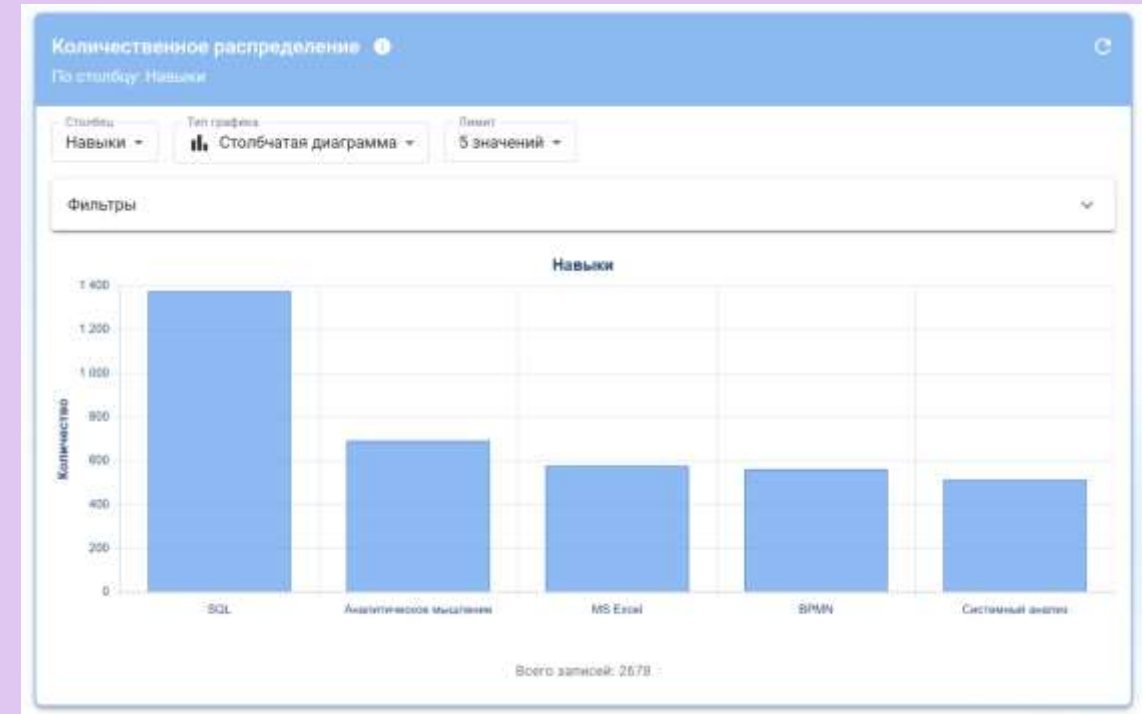 Количественное распределение
По столбцу: Навыки
Столбец
Навыки
Тип графика
Столбчатая диаграмма
Лимит
5 значений
Фильтры
Навыки
1 400
1 200
1 000
800
600
400
200
0
Количество
SQL
Аналитическое мышление
MS Excel
BPMN
Системный анализ
Всего записей: 2678